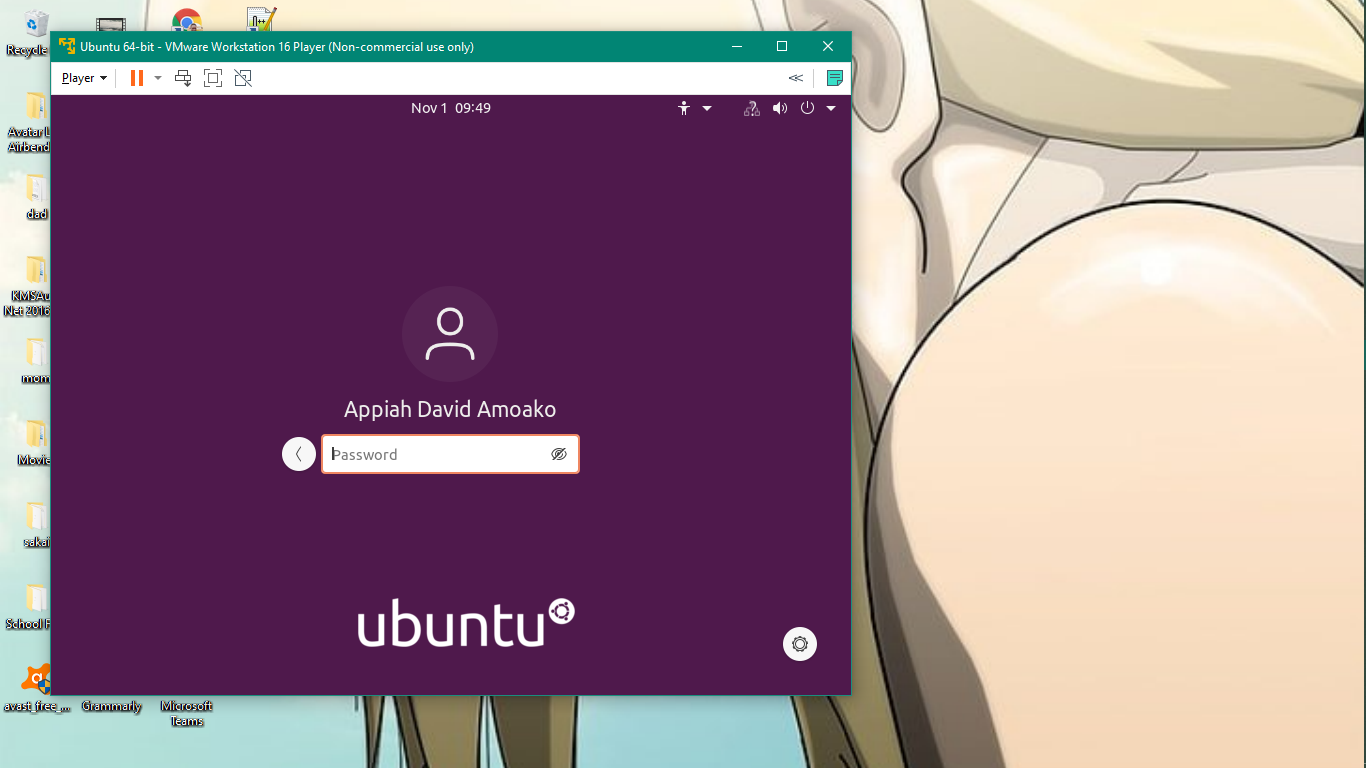 Recycle
Ubuntu 64-bit - VMware Workstation 16 Player (Non-commercial use only)
Player
Nov 1 09:49
Avatar L
Airbend
dad
KMSAu
Net 2016
mom
Appiah David Amoako
Password
Movie
sakai
School F
ubuntu
avast_free_...
Grammarly
Microsoft
Teams